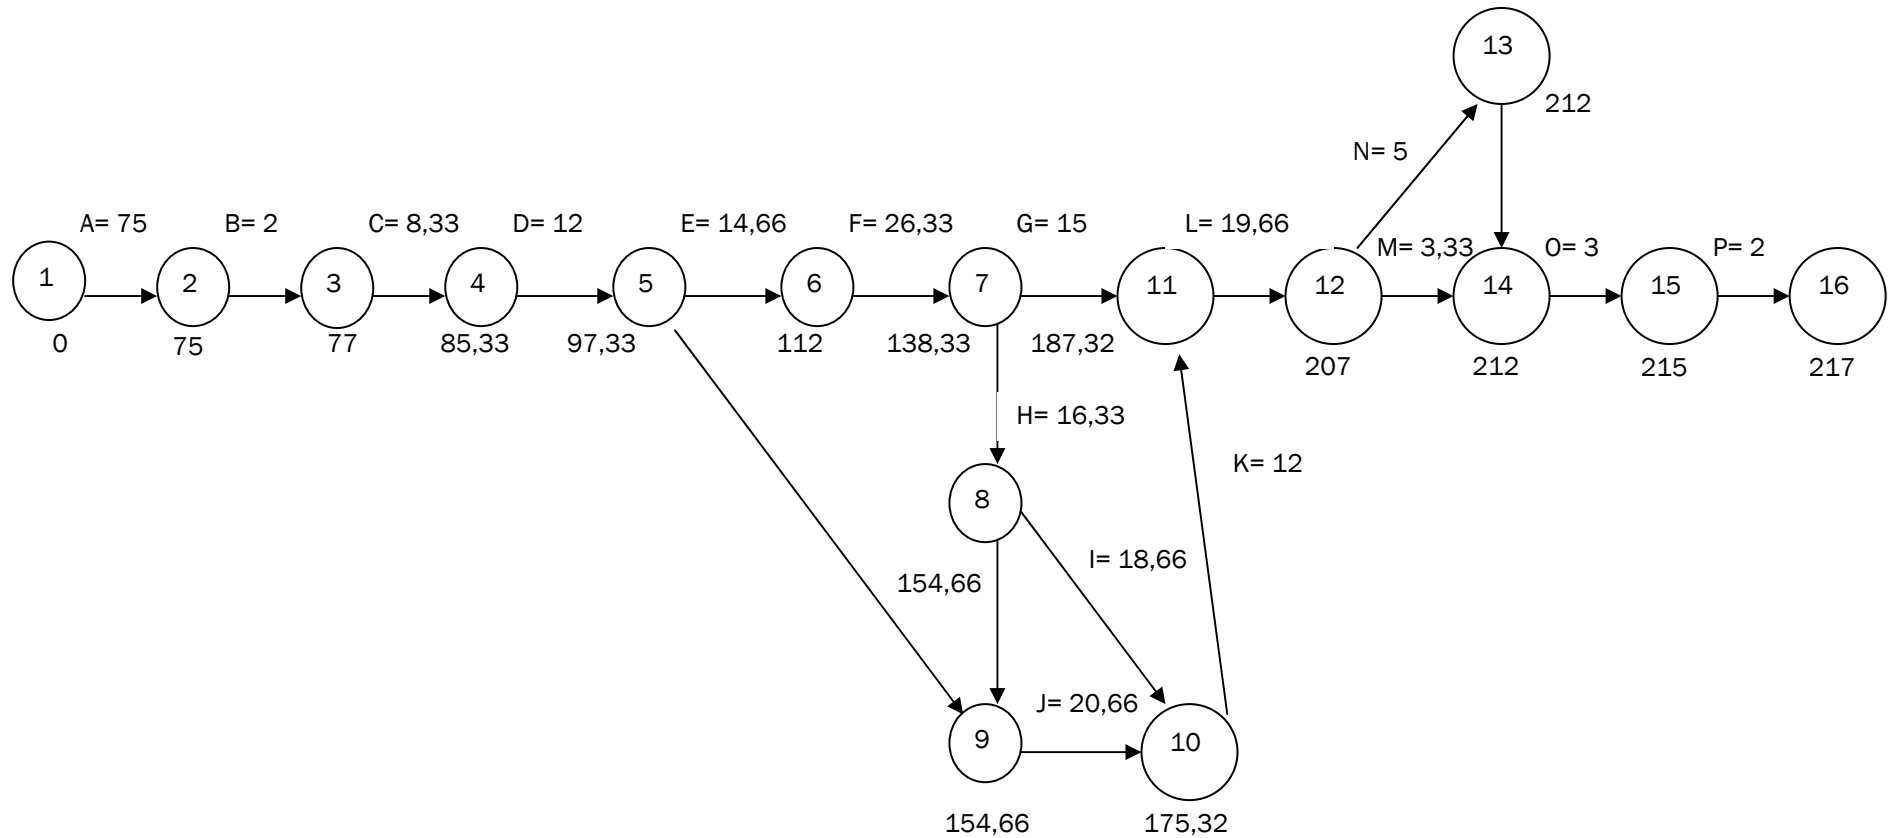 13
212
N= 5
A= 75
B= 2
C= 8,33
D= 12
E= 14,66
F= 26,33
G= 15
L= 19,66
M= 3,33
O= 3
P= 2
1
2
3
4
5
6
7
11
12
14
15
16
0
75
77
85,33
97,33
112
138,33
187,32
207
212
215
217
H= 16,33
K= 12
8
I= 18,66
154,66
J= 20,66
9
10
154,66
175,32